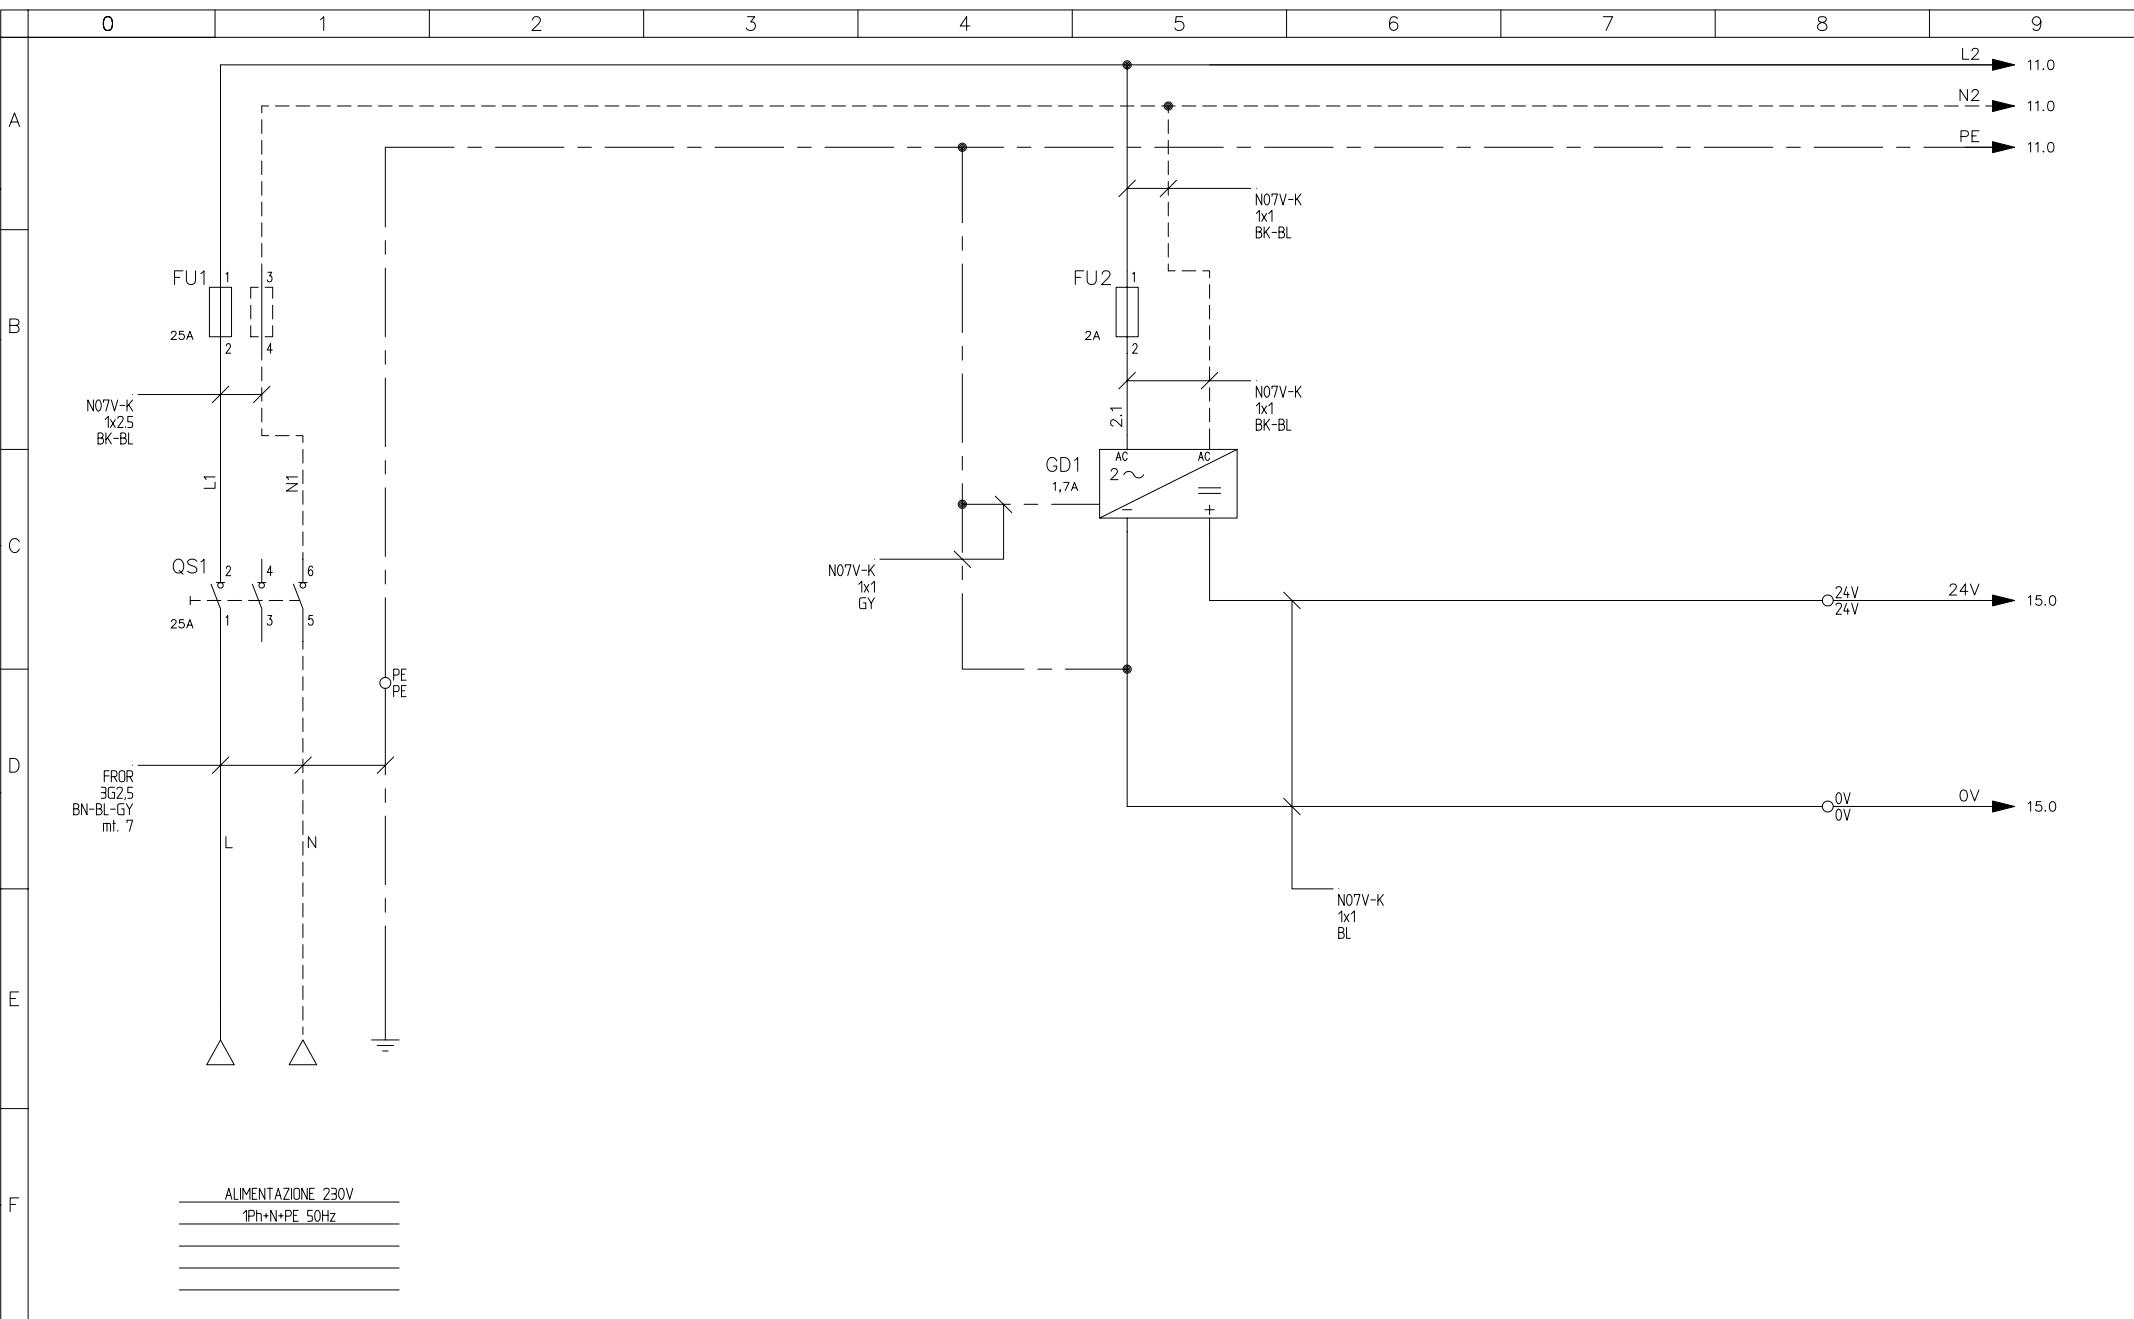 0 1 2 3 4 5 6 7 8 9
L2
11.0
N2
11.0
A
PE
11.0
N07V-K
1x1
BK-BL
FU1 1 3
FU2 1
B
25A
2 4
2A
2
N07V-K
1x2.5
BK-BL
N07V-K
1x1
BK-BL
2.1
AC AC
GD1
2
1,7A
L1
N1
- +
C
QS1 2 4 6
25A
1 3 5
N07V-K
1x1
GY
24V
24V
24V
15.0
PE
PE
D
FROR
3G2,5
BN-BL-GY
mt. 7
0V
0V
0V
15.0
L
N
N07V-K
1x1
BL
E
ALIMENTAZIONE 230V
F
1Ph+N+PE 50Hz